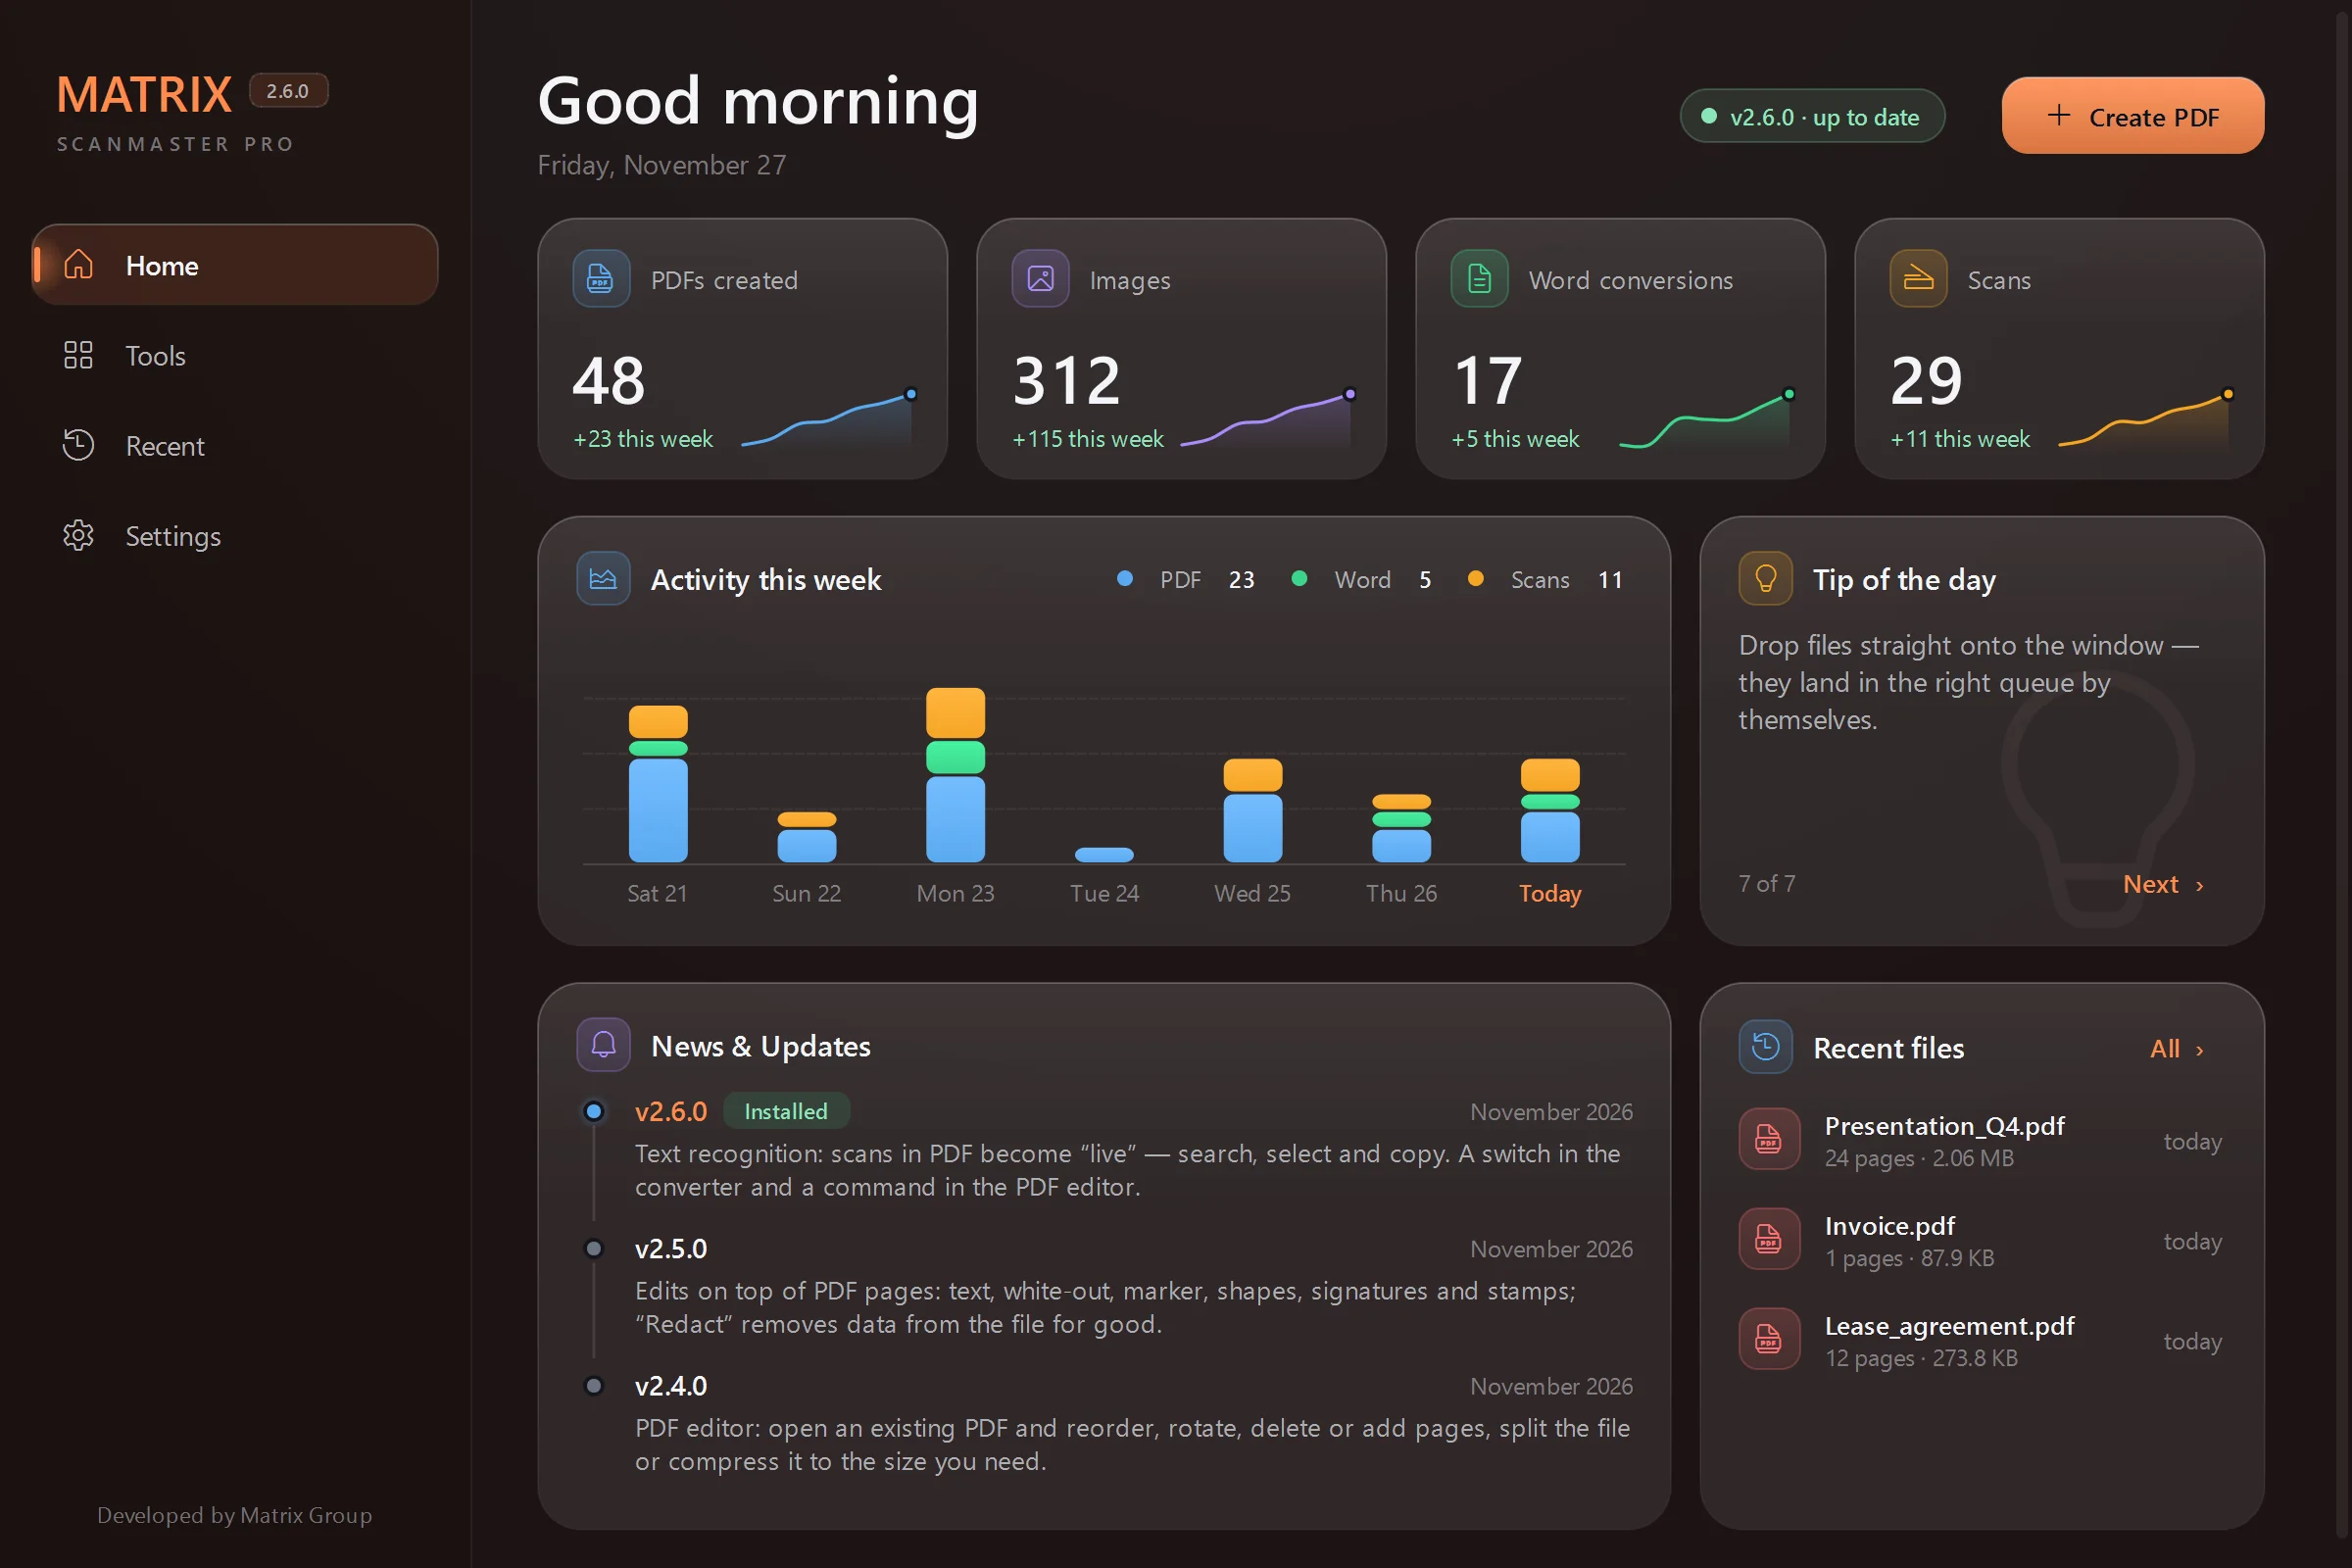 MATRIX 2.6.0
SCANMASTER PRO
Home
Tools
Recent
Settings
Developed by Matrix Group
Good morning
Friday, November 27
v2.6.0 · up to date
+ Create PDF
PDFs created
48
+23 this week
Images
312
+115 this week
Word conversions
17
+5 this week
Scans
29
+11 this week
Activity this week
PDF 23 Word 5 Scans 11
Sat 21 Sun 22 Mon 23 Tue 24 Wed 25 Thu 26 Today
Tip of the day
Drop files straight onto the window —
they land in the right queue by
themselves.
7 of 7
Next ›
News & Updates
v2.6.0 Installed November 2026
Text recognition: scans in PDF become “live” — search, select and copy. A switch in the
converter and a command in the PDF editor.
v2.5.0 November 2026
Edits on top of PDF pages: text, white-out, marker, shapes, signatures and stamps;
“Redact” removes data from the file for good.
v2.4.0 November 2026
PDF editor: open an existing PDF and reorder, rotate, delete or add pages, split the file
or compress it to the size you need.
Recent files
All ›
Presentation_Q4.pdf
24 pages · 2.06 MB
today
Invoice.pdf
1 pages · 87.9 KB
today
Lease_agreement.pdf
12 pages · 273.8 KB
today